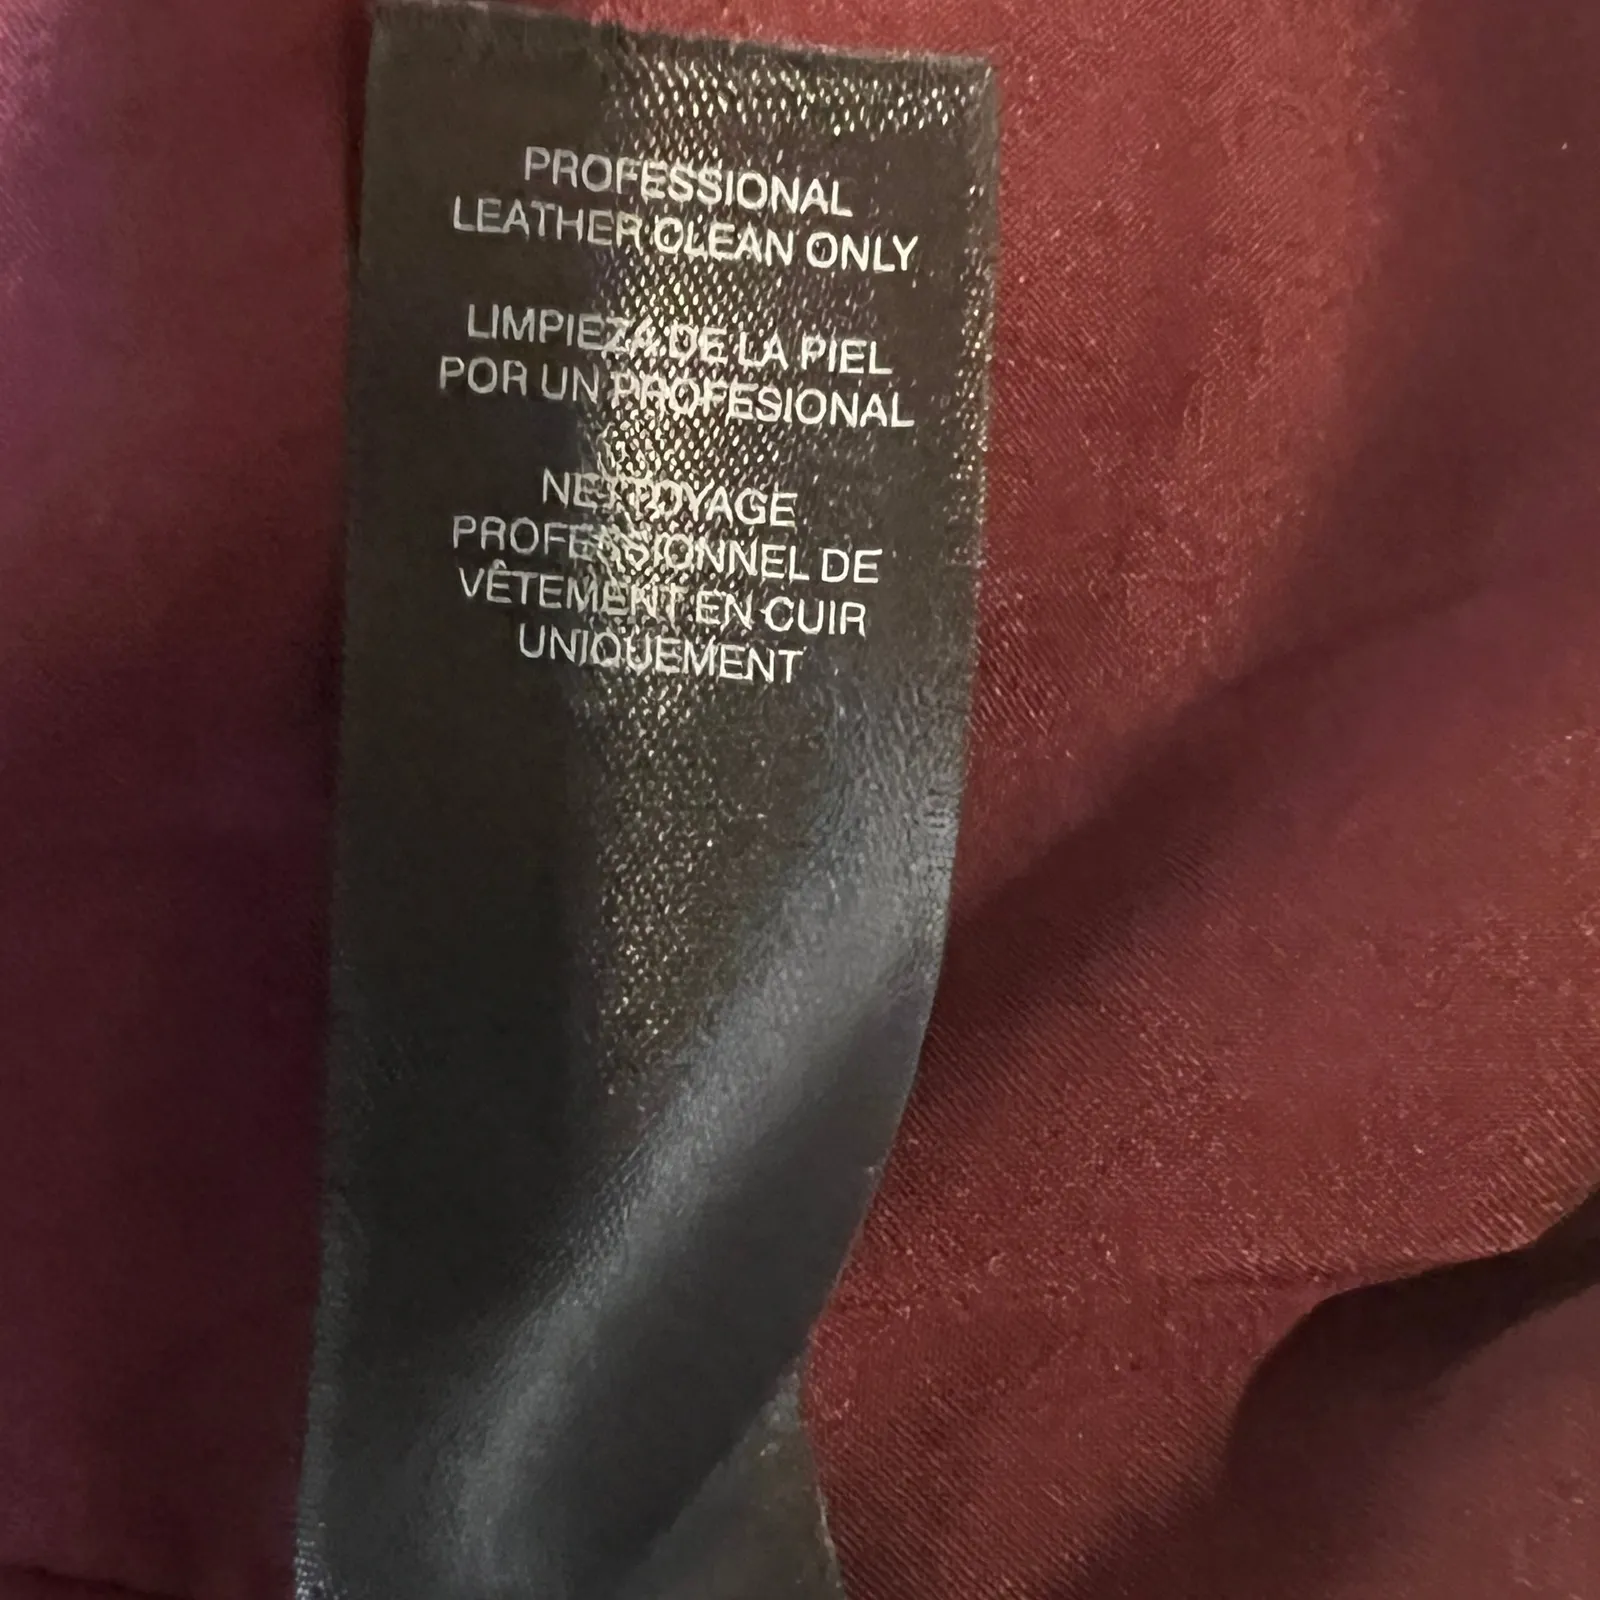 PROFESSIONAL
LEATHER CLEAN ONLY
LIMPIEZA DE LA PIEL
POR UN PROFESIONAL
NETTOYAGE
PROFESSIONNEL DE
VÊTEMENT EN CUIR
UNIQUEMENT